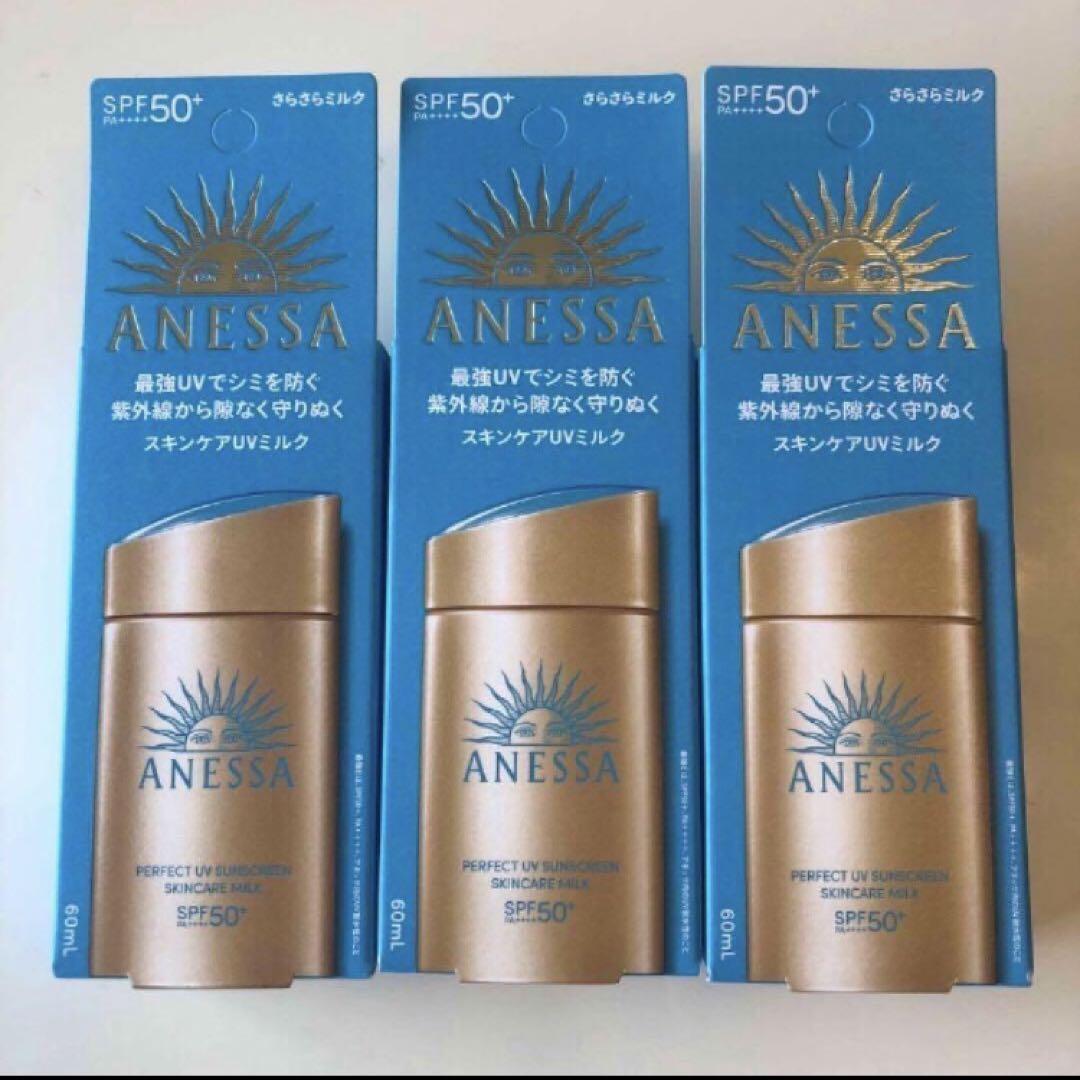 SPF50+
PA++++
さらさらミルク
ANESSA
最強UVでシミを防ぐ
紫外線から隙なく守りぬく
スキンケアUVミルク
ANESSA
PERFECT UV SUNSCREEN
SKINCARE MILK
SPF50+
PA++++
60mL
SPF50+
PA++++
さらさらミルク
ANESSA
最強UVでシミを防ぐ
紫外線から隙なく守りぬく
スキンケアUVミルク
ANESSA
PERFECT UV SUNSCREEN
SKINCARE MILK
SPF50+
PA++++
60mL
SPF50+
PA++++
さらさらミルク
ANESSA
最強UVでシミを防ぐ
紫外線から隙なく守りぬく
スキンケアUVミルク
ANESSA
PERFECT UV SUNSCREEN
SKINCARE MILK
SPF50+
PA++++
60mL